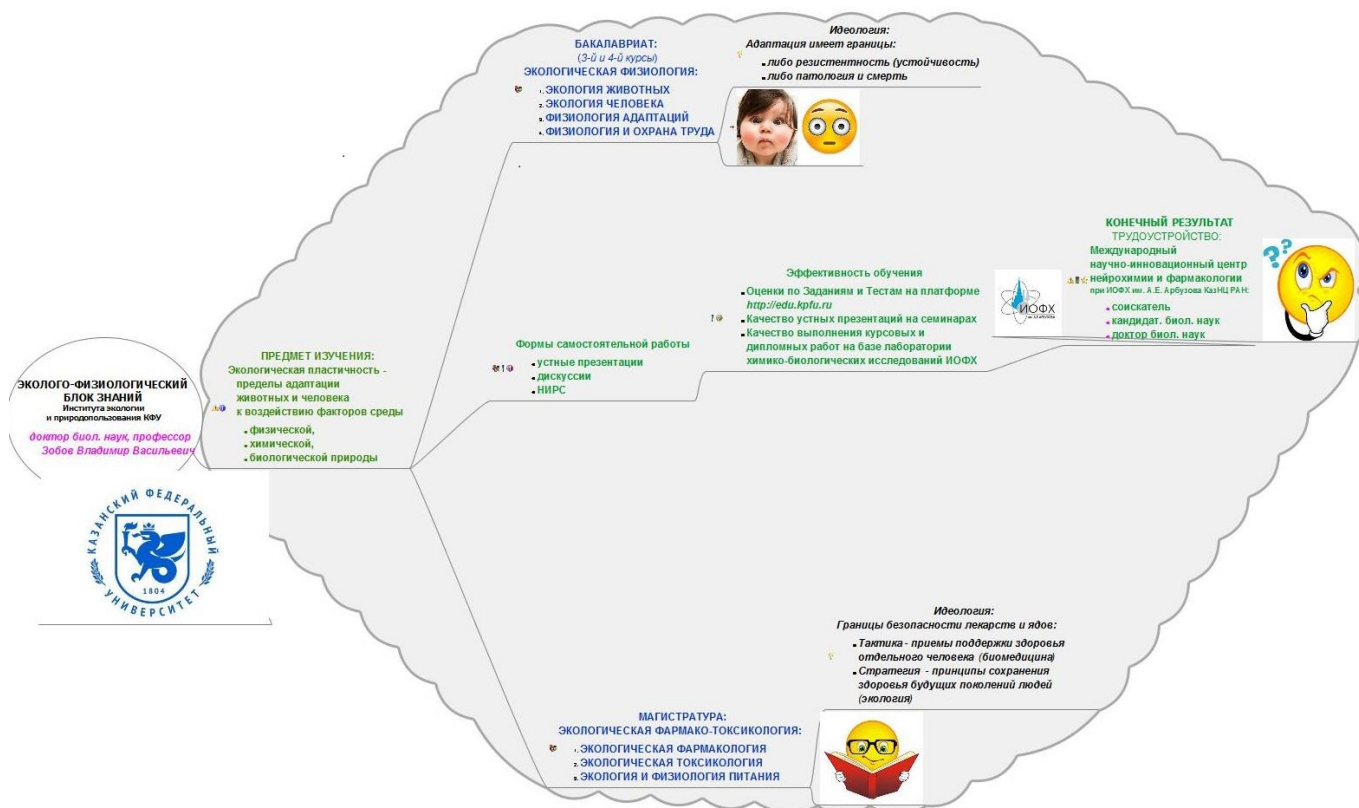 ЭКОЛОГО-ФИЗИОЛОГИЧЕСКИЙ
БЛОК ЗНАНИЙ
Института экологии
и природопользования КФУ
доктор биол. наук, профессор
Зобов Владимир Васильевич
КАЗАНСКИЙ ФЕДЕРАЛЬНЫЙ
УНИВЕРСИТЕТ
1804
ПРЕДМЕТ ИЗУЧЕНИЯ:
Экологическая пластичность -
пределы адаптации
животных и человека
к воздействию факторов среды
физической,
химической,
биологической природы
БАКАЛАВРИАТ:
(3-й и 4-й курсы)
ЭКОЛОГИЧЕСКАЯ ФИЗИОЛОГИЯ:
1. ЭКОЛОГИЯ ЖИВОТНЫХ
2. ЭКОЛОГИЯ ЧЕЛОВЕКА
3. ФИЗИОЛОГИЯ АДАПТАЦИЙ
4. ФИЗИОЛОГИЯ И ОХРАНА ТРУДА
Идеология:
Адаптация имеет границы:
либо резистентность (устойчивость)
либо патология и смерть
Формы самостоятельной работы
устные презентации
дискуссии
НИРС
Эффективность обучения
Оценки по Заданиям и Тестам на платформе
http://edu.kpfu.ru
Качество устных презентаций на семинарах
Качество выполнения курсовых и
дипломных работ на базе лаборатории
химико-биологических исследований ИОФХ
ИОФХ
КОНЕЧНЫЙ РЕЗУЛЬТАТ
ТРУДОУСТРОЙСТВО:
Международный
научно-инновационный центр
нейрохимии и фармакологии
при ИОФХ им. А.Е. Арбузова КазНЦ РАН:
соискатель
кандидат. биол. наук
доктор биол. наук
??
МАГИСТРАТУРА:
ЭКОЛОГИЧЕСКАЯ ФАРМАКО-ТОКСИКОЛОГИЯ:
1. ЭКОЛОГИЧЕСКАЯ ФАРМАКОЛОГИЯ
2. ЭКОЛОГИЧЕСКАЯ ТОКСИКОЛОГИЯ
3. ЭКОЛОГИЯ И ФИЗИОЛОГИЯ ПИТАНИЯ
Идеология:
Границы безопасности лекарств и ядов:
Тактика - приемы поддержки здоровья
отдельного человека (биомедицина)
Стратегия - принципы сохранения
здоровья будущих поколений людей
(экология)